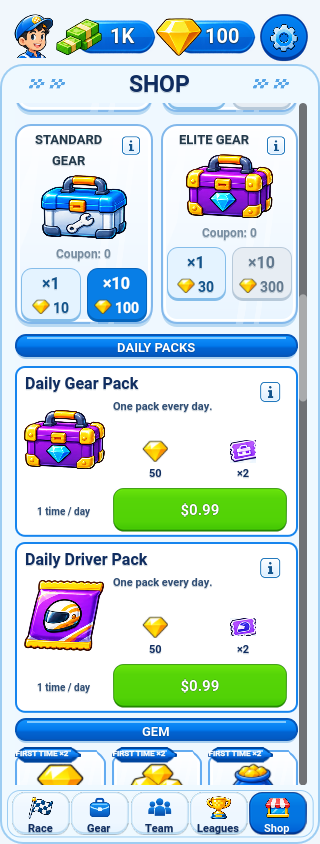 1K
100
SHOP
STANDARD
GEAR
i
Coupon: 0
×1
10
×10
100
ELITE GEAR
i
Coupon: 0
×1
30
×10
300
DAILY PACKS
Daily Gear Pack
i
One pack every day.
50
×2
1 time / day
$0.99
Daily Driver Pack
i
One pack every day.
50
×2
1 time / day
$0.99
GEM
FIRST TIME ×2
FIRST TIME ×2
FIRST TIME ×2
Race
Gear
Team
Leagues
Shop